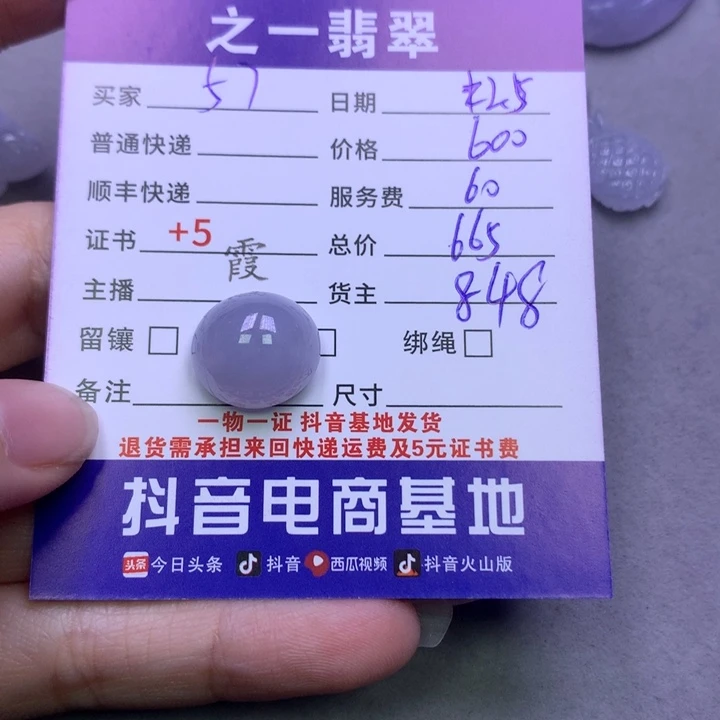 之一翡翠
买家 57 日期 12.5
普通快递 价格 600
顺丰快递 服务费 60
证书 +5 总价 665
霞
主播 货主 848
留镶 绑绳
备注 尺寸
一物一证 抖音基地发货
退货需承担来回快递运费及5元证书费
抖音电商基地
头条 今日头条 抖音 西瓜视频 抖音火山版